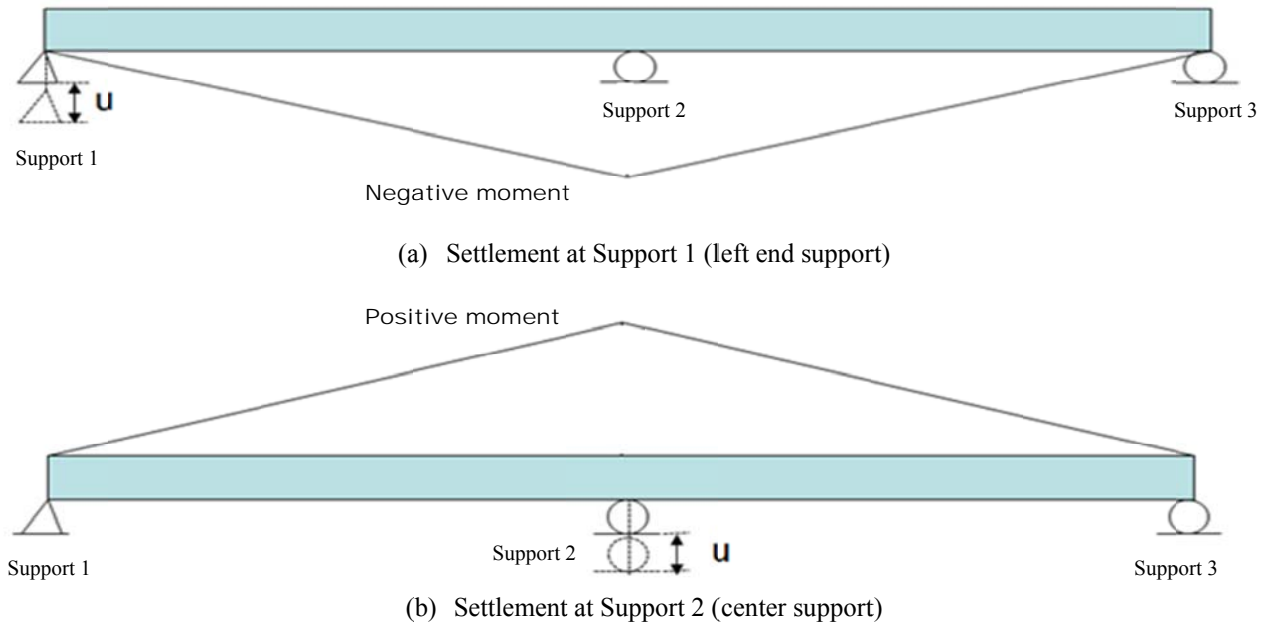 u
Support 2
Support 3
Support 1
Negative moment
(a) Settlement at Support 1 (left end support)
Positive moment
Support 2
u
Support 1
Support 3
(b) Settlement at Support 2 (center support)